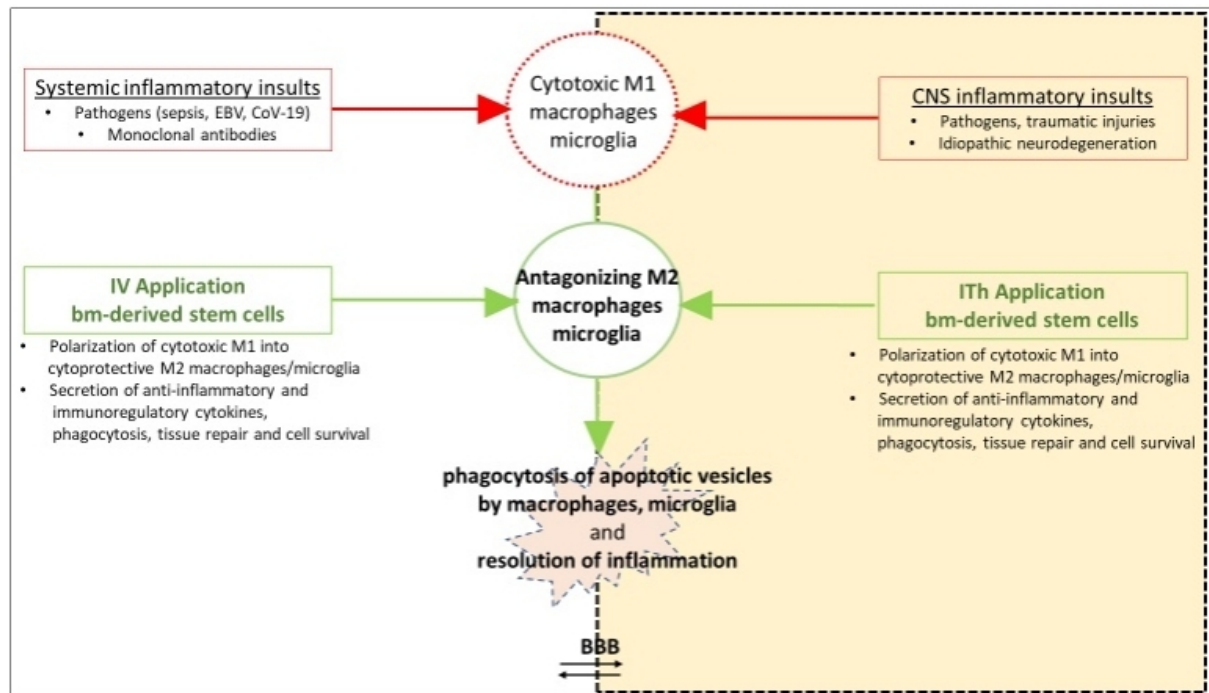 Cytotoxic M1
macrophages
microglia
Systemic inflammatory insults
• Pathogens (sepsis, EBV, CoV-19)
• Monoclonal antibodies
CNS inflammatory insults
• Pathogens, traumatic injuries
• Idiopathic neurodegeneration
Antagonizing M2
macrophages
microglia
IV Application
bm-derived stem cells
• Polarization of cytotoxic M1 into
cytoprotective M2 macrophages/microglia
• Secretion of anti-inflammatory and
immunoregulatory cytokines,
phagocytosis, tissue repair and cell survival
ITh Application
bm-derived stem cells
• Polarization of cytotoxic M1 into
cytoprotective M2 macrophages/microglia
• Secretion of anti-inflammatory and
immunoregulatory cytokines,
phagocytosis, tissue repair and cell survival
phagocytosis of apoptotic vesicles
by macrophages, microglia
and
resolution of inflammation
BBB